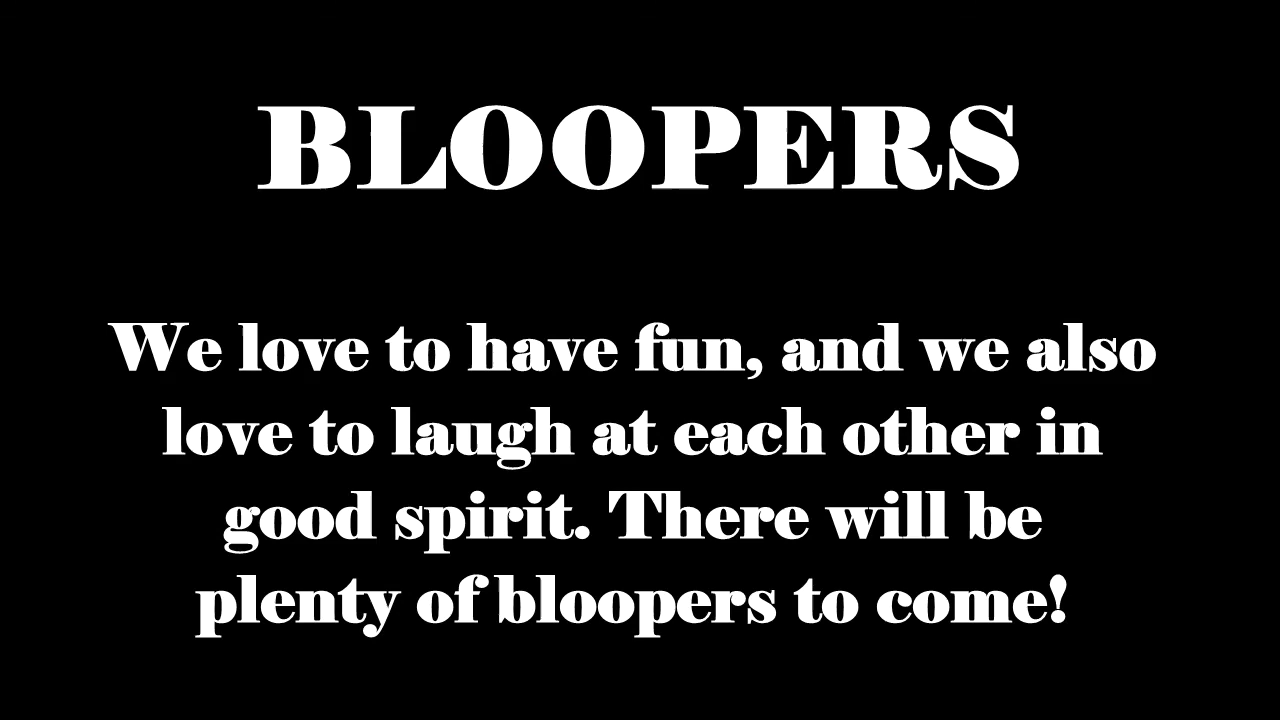 BLOOPERS
We love to have fun, and we also
love to laugh at each other in
good spirit. There will be
plenty of bloopers to come!